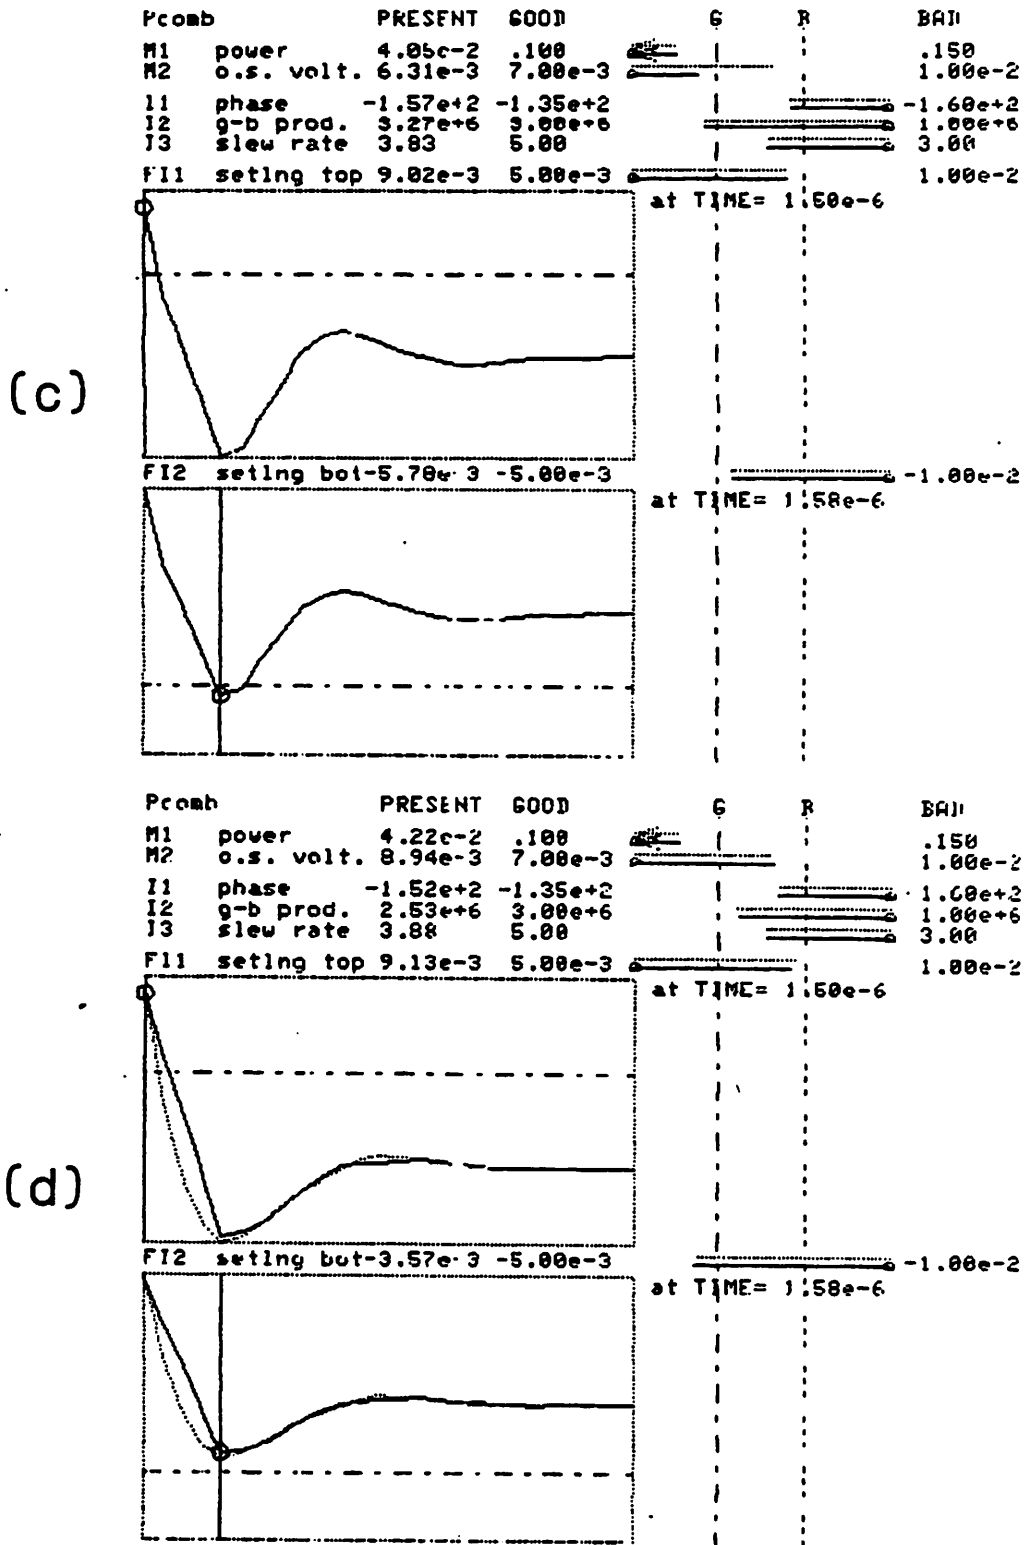 Pcomb PRESENT GOOD G B BAD
M1 power 4.06e-2 .100 .150
M2 o.s. volt. 6.31e-3 7.00e-3 1.00e-2
I1 phase -1.57e+2 -1.35e+2 -1.60e+2
I2 g-b prod. 3.27e+6 3.00e+6 1.00e+6
I3 slew rate 3.83 5.00 3.00
FI1 setlng top 9.02e-3 5.00e-3 1.00e-2
at TIME= 1.50e-6
(c)
FI2 setlng bot-5.78e-3 -5.00e-3 -1.00e-2
at TIME= 1.58e-6
Pcomb PRESENT GOOD G B BAD
M1 power 4.22e-2 .100 .150
M2 o.s. volt. 8.94e-3 7.00e-3 1.00e-2
I1 phase -1.52e+2 -1.35e+2 1.60e+2
I2 g-b prod. 2.53e+6 3.00e+6 1.00e+6
I3 slew rate 3.88 5.00 3.00
FI1 setlng top 9.13e-3 5.00e-3 1.00e-2
at TIME= 1.50e-6
(d)
FI2 setlng bot-3.57e-3 -5.00e-3 -1.00e-2
at TIME= 1.58e-6